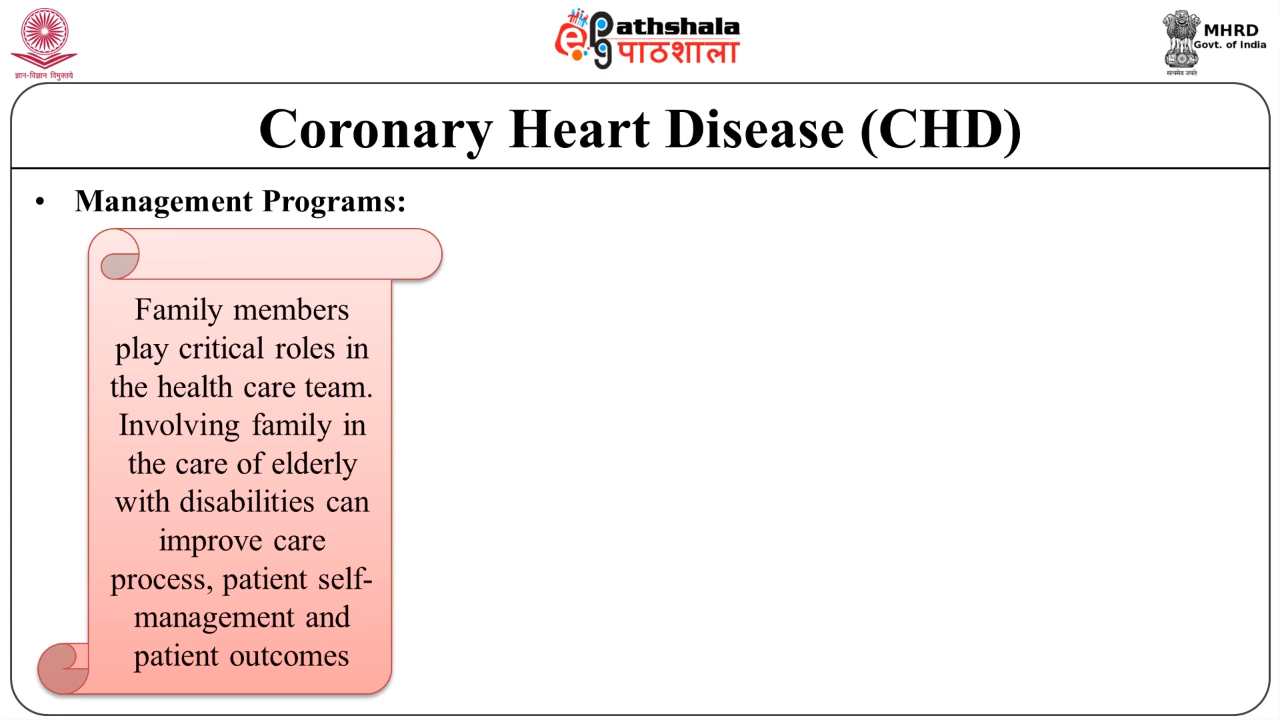 ज्ञान-विज्ञान विमुक्तये
ePathshala
पाठशाला
MHRD
Govt. of India
सत्यमेव जयते
Coronary Heart Disease (CHD)
• Management Programs:
Family members
play critical roles in
the health care team.
Involving family in
the care of elderly
with disabilities can
improve care
process, patient self-
management and
patient outcomes